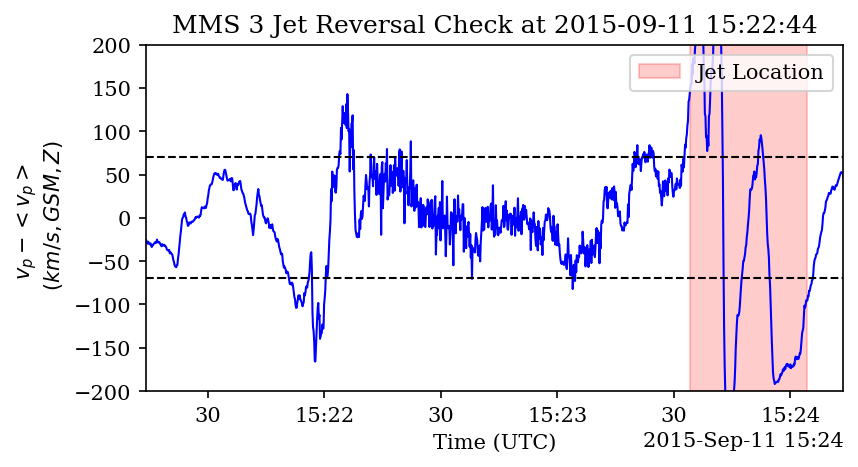 MMS 3 Jet Reversal Check at 2015-09-11 15:22:44
Jet Location
200
150
100
50
0
−50
−100
−150
−200
v_p − < v_p >
(km/s, GSM, Z)
30
15:22
30
15:23
30
15:24
Time (UTC)
2015-Sep-11 15:24